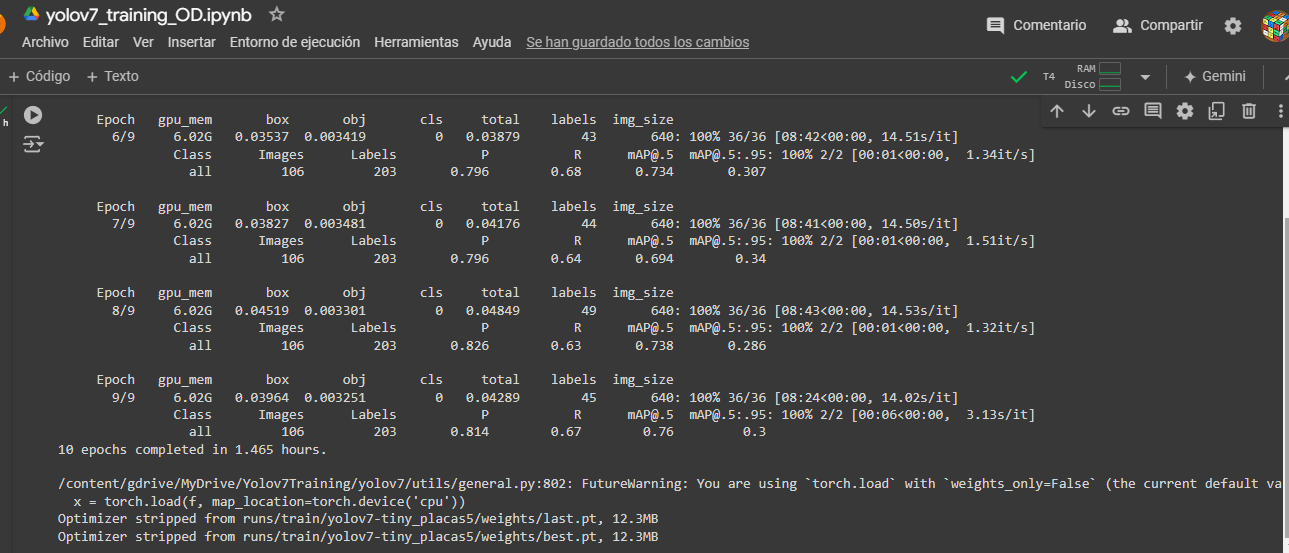 yolov7_training_OD.ipynb
Archivo Editar Ver Insertar Entorno de ejecución Herramientas Ayuda Se han guardado todos los cambios
Comentario Compartir
+ Código + Texto
T4 RAM Disco Gemini
h
Epoch gpu_mem box obj cls total labels img_size
6/9 6.02G 0.03537 0.003419 0 0.03879 43 640: 100% 36/36 [08:42<00:00, 14.51s/it]
Class Images Labels P R mAP@.5 mAP@.5:.95: 100% 2/2 [00:01<00:00, 1.34it/s]
all 106 203 0.796 0.68 0.734 0.307
Epoch gpu_mem box obj cls total labels img_size
7/9 6.02G 0.03827 0.003481 0 0.04176 44 640: 100% 36/36 [08:41<00:00, 14.50s/it]
Class Images Labels P R mAP@.5 mAP@.5:.95: 100% 2/2 [00:01<00:00, 1.51it/s]
all 106 203 0.796 0.64 0.694 0.34
Epoch gpu_mem box obj cls total labels img_size
8/9 6.02G 0.04519 0.003301 0 0.04849 49 640: 100% 36/36 [08:43<00:00, 14.53s/it]
Class Images Labels P R mAP@.5 mAP@.5:.95: 100% 2/2 [00:01<00:00, 1.32it/s]
all 106 203 0.826 0.63 0.738 0.286
Epoch gpu_mem box obj cls total labels img_size
9/9 6.02G 0.03964 0.003251 0 0.04289 45 640: 100% 36/36 [08:24<00:00, 14.02s/it]
Class Images Labels P R mAP@.5 mAP@.5:.95: 100% 2/2 [00:06<00:00, 3.13s/it]
all 106 203 0.814 0.67 0.76 0.3
10 epochs completed in 1.465 hours.
/content/gdrive/MyDrive/Yolov7Training/yolov7/utils/general.py:802: FutureWarning: You are using `torch.load` with `weights_only=False` (the current default va
x = torch.load(f, map_location=torch.device('cpu'))
Optimizer stripped from runs/train/yolov7-tiny_placas5/weights/last.pt, 12.3MB
Optimizer stripped from runs/train/yolov7-tiny_placas5/weights/best.pt, 12.3MB